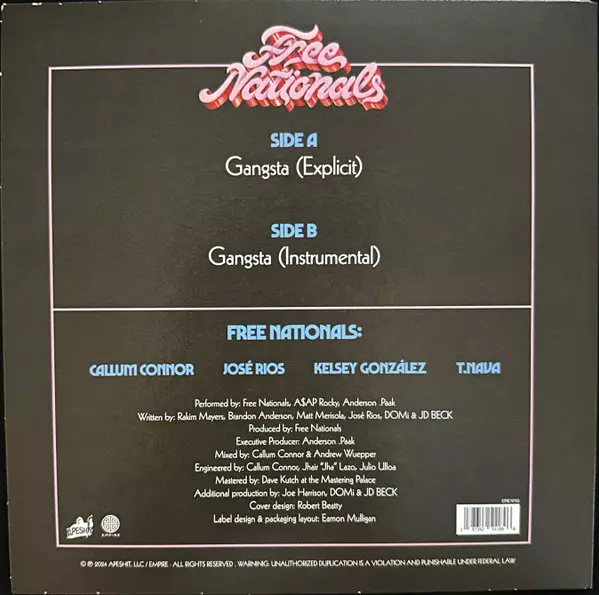 Free
Nationals
SIDE A
Gangsta (Explicit)
SIDE B
Gangsta (Instrumental)
FREE NATIONALS:
CALLUM CONNOR JOSÉ RIOS KELSEY GONZÁLEZ T.NAVA
Performed by: Free Nationals, A$AP Rocky, Anderson .Paak
Written by: Rakim Mayers, Brandon Anderson, Matt Merisola, José Rios, DOMi & JD BECK
Produced by: Free Nationals
Executive Producer: Anderson .Paak
Mixed by: Callum Connor & Andrew Wuepper
Engineered by: Callum Connor, Jhair "Jha" Lazo, Julio Ulloa
Mastered by: Dave Kutch at the Mastering Palace
Additional production by: Joe Harrison, DOMi & JD BECK
Cover design: Robert Beatty
Label design & packaging layout: Eamon Mulligan
APESHIT
EMPIRE
© ℗ 2024 APESHIT, LLC / EMPIRE · ALL RIGHTS RESERVED . WARNING: UNAUTHORIZED DUPLICATION IS A VIOLATION AND PUNISHABLE UNDER FEDERAL LAW